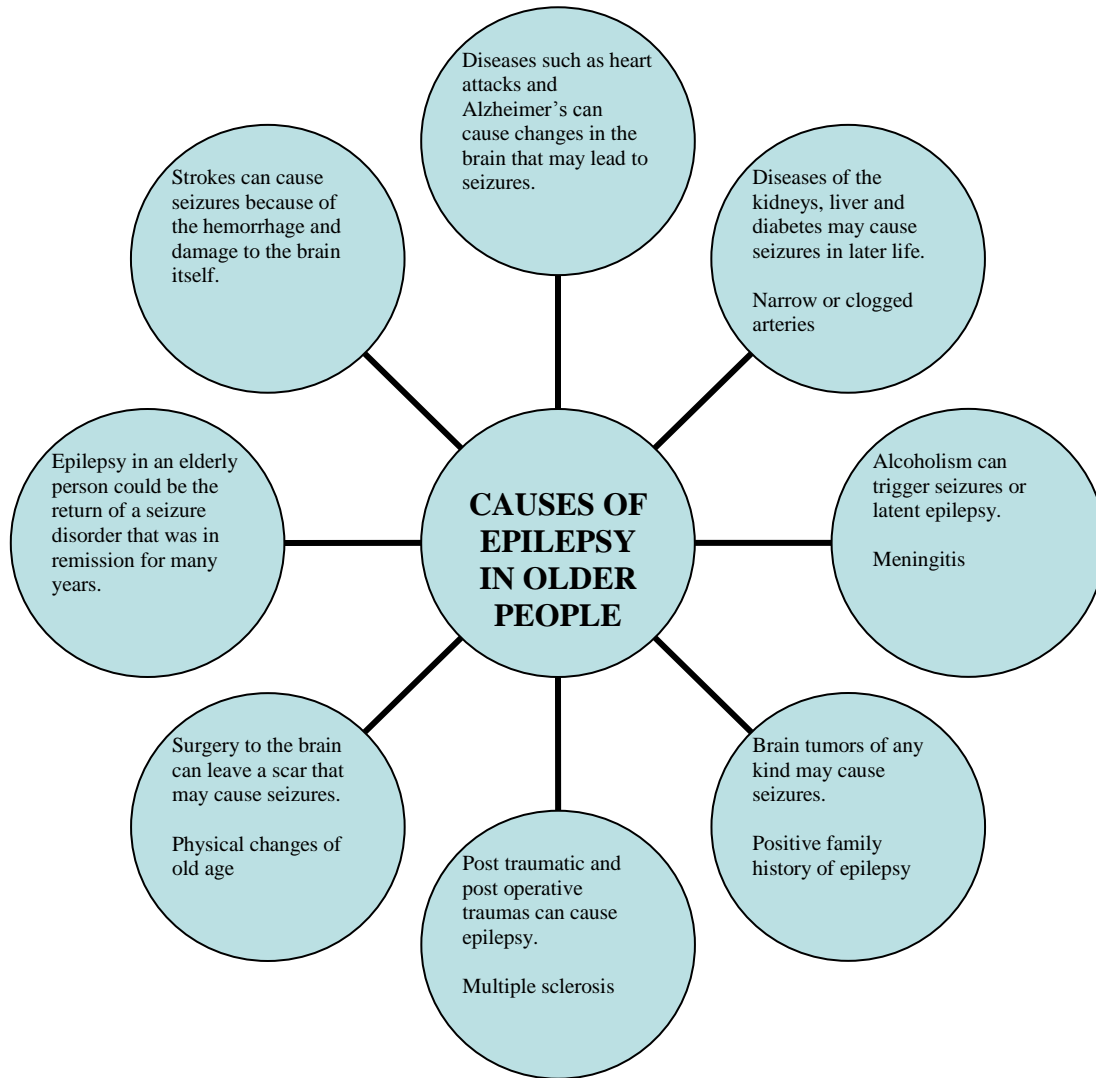 Diseases such as heart
attacks and
Alzheimer’s can
cause changes in the
brain that may lead to
seizures.
Diseases of the
kidneys, liver and
diabetes may cause
seizures in later life.
Narrow or clogged
arteries
Alcoholism can
trigger seizures or
latent epilepsy.
Meningitis
Brain tumors of any
kind may cause
seizures.
Positive family
history of epilepsy
Post traumatic and
post operative
traumas can cause
epilepsy.
Multiple sclerosis
Surgery to the brain
can leave a scar that
may cause seizures.
Physical changes of
old age
Epilepsy in an elderly
person could be the
return of a seizure
disorder that was in
remission for many
years.
Strokes can cause
seizures because of
the hemorrhage and
damage to the brain
itself.
CAUSES OF
EPILEPSY
IN OLDER
PEOPLE